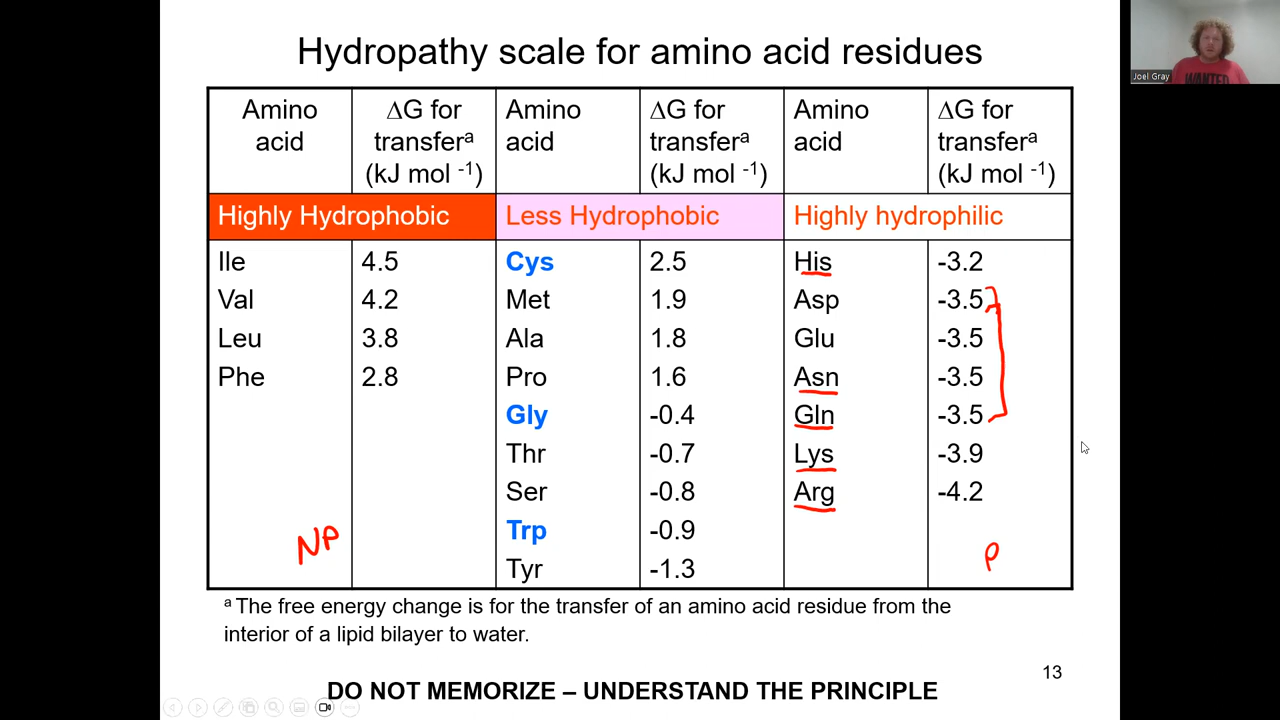 Hydropathy scale for amino acid residues
Joel Gray
WANTED
Amino acid ΔG for transferᵃ (kJ mol ⁻¹) Amino acid ΔG for transferᵃ (kJ mol ⁻¹) Amino acid ΔG for transferᵃ (kJ mol ⁻¹)
Highly Hydrophobic Less Hydrophobic Highly hydrophilic
Ile 4.5 Cys 2.5 His -3.2
Val 4.2 Met 1.9 Asp -3.5
Leu 3.8 Ala 1.8 Glu -3.5
Phe 2.8 Pro 1.6 Asn -3.5
Gly -0.4 Gln -3.5
Thr -0.7 Lys -3.9
Ser -0.8 Arg -4.2
NP Trp -0.9 P
Tyr -1.3
ᵃ The free energy change is for the transfer of an amino acid residue from the
interior of a lipid bilayer to water.
13
DO NOT MEMORIZE – UNDERSTAND THE PRINCIPLE